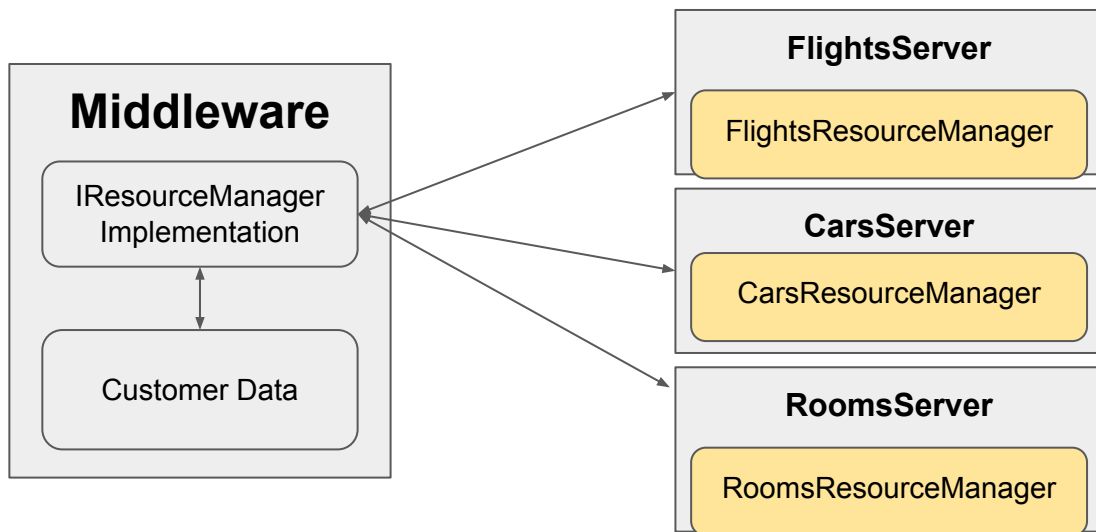 Middleware
IResourceManager
Implementation
Customer Data
FlightsServer
FlightsResourceManager
CarsServer
CarsResourceManager
RoomsServer
RoomsResourceManager